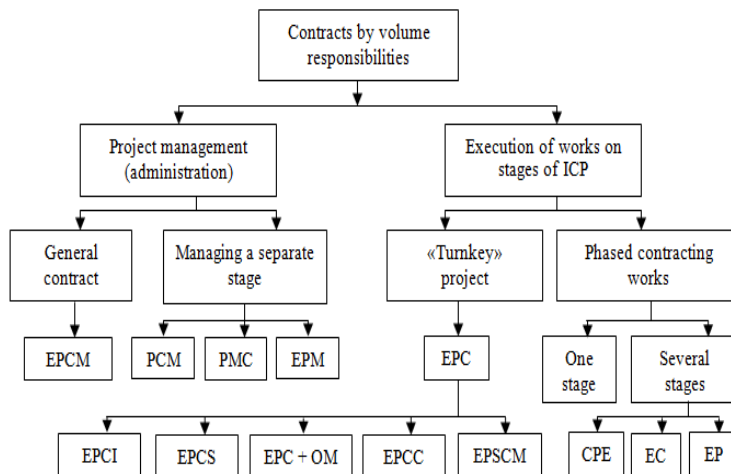 Contracts by volume
responsibilities
Project management
(administration)
Execution of works on
stages of ICP
General
contract
Managing a separate
stage
«Turnkey»
project
Phased contracting
works
EPCM
PCM
PMC
EPM
EPC
One
stage
Several
stages
EPCI
EPCS
EPC + OM
EPCC
EPSCM
CPE
EC
EP